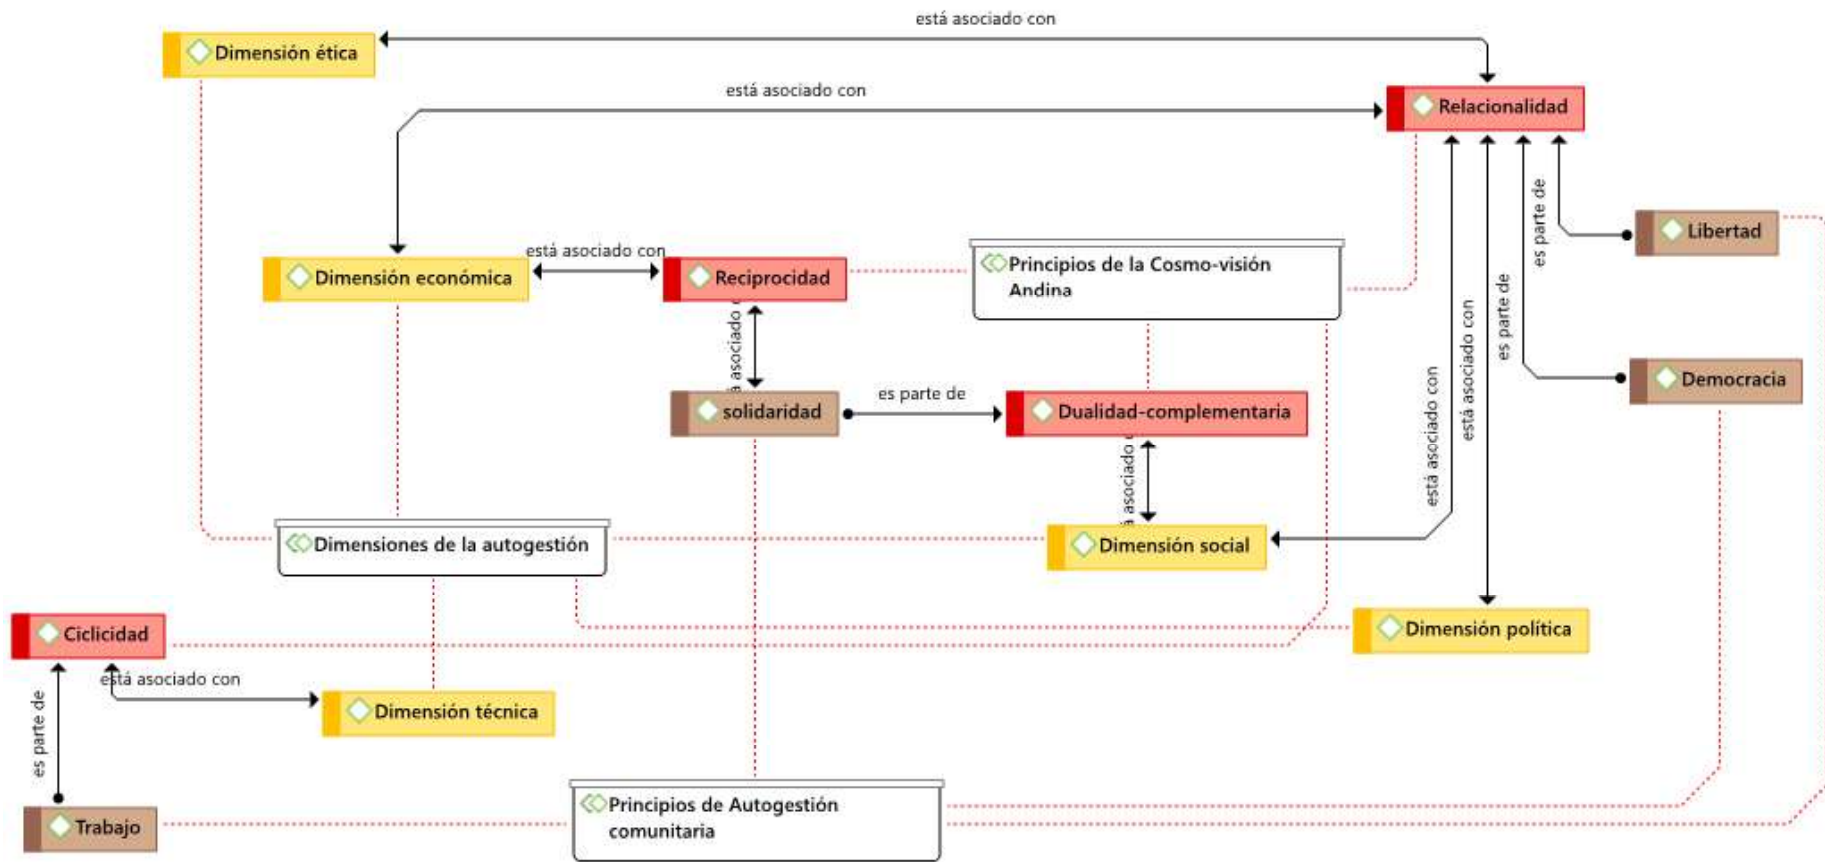 está asociado con
Dimensión ética
está asociado con
Relacionalidad
es parte de
Libertad
está asociado con
Dimensión económica
Reciprocidad
Principios de la Cosmo-visión
Andina
es parte de
está asociado con
asociado
está asociado con
Democracia
solidaridad
es parte de
Dualidad-complementaria
asociado
Dimensiones de la autogestión
Dimensión social
Ciclicidad
Dimensión política
está asociado con
es parte de
Dimensión técnica
Principios de Autogestión
comunitaria
Trabajo